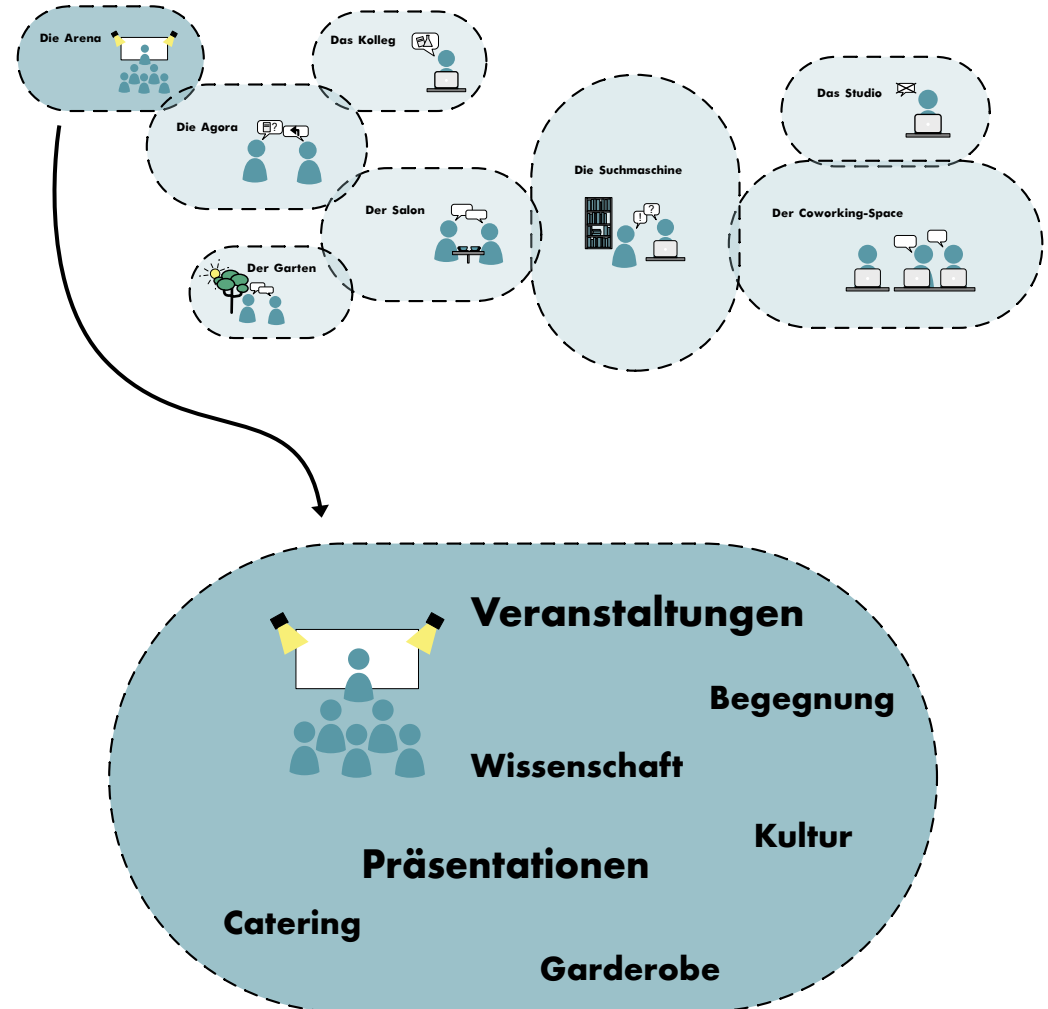 Die Arena
Das Kolleg
Die Agora
?
Das Studio
Die Suchmaschine
! ?
Der Salon
Der Coworking-Space
Der Garten
Veranstaltungen
Begegnung
Wissenschaft
Kultur
Präsentationen
Catering
Garderobe